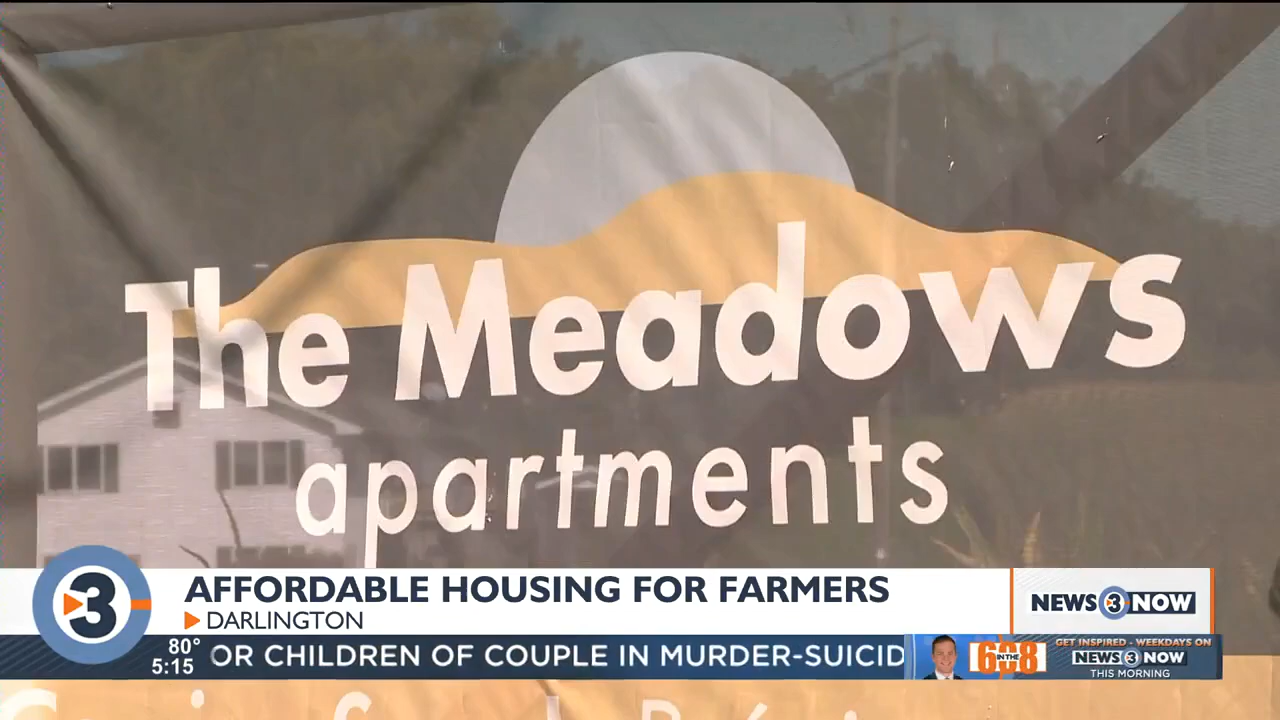 The Meadows
apartments
AFFORDABLE HOUSING FOR FARMERS
DARLINGTON
3
NEWS 3 NOW
80°
5:15
OR CHILDREN OF COUPLE IN MURDER-SUICID
608
IN THE
GET INSPIRED - WEEKDAYS ON
NEWS 3 NOW
THIS MORNING